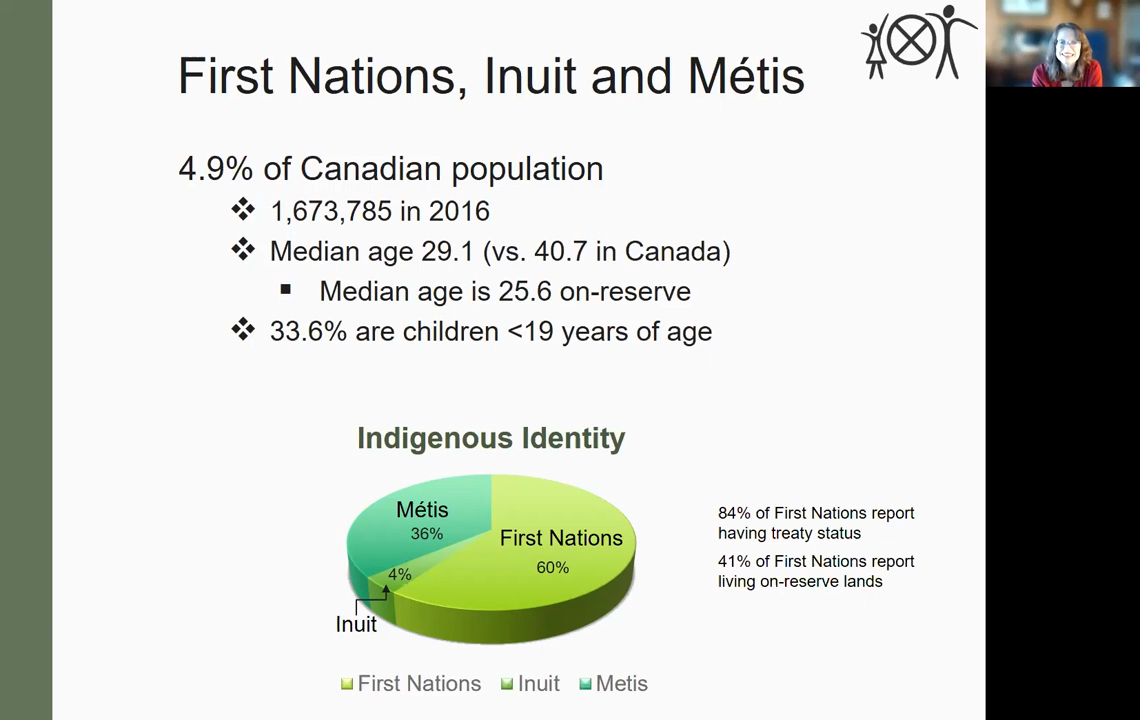 First Nations, Inuit and Métis
4.9% of Canadian population
1,673,785 in 2016
Median age 29.1 (vs. 40.7 in Canada)
Median age is 25.6 on-reserve
33.6% are children <19 years of age
Indigenous Identity
Métis
36%
First Nations
60%
4%
Inuit
84% of First Nations report
having treaty status
41% of First Nations report
living on-reserve lands
First Nations Inuit Metis